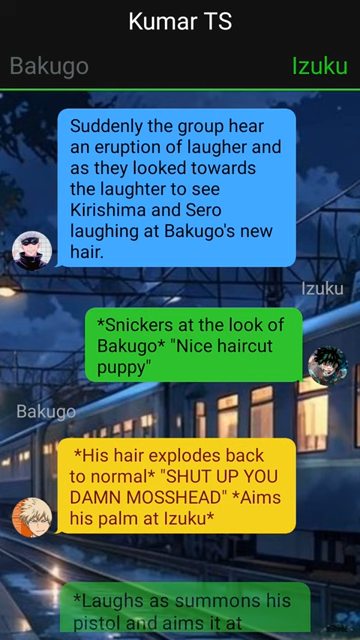 Kumar TS
Bakugo
Izuku
Suddenly the group hear
an eruption of laugher and
as they looked towards
the laughter to see
Kirishima and Sero
laughing at Bakugo's new
hair.
Izuku
*Snickers at the look of
Bakugo* "Nice haircut
puppy"
Bakugo
*His hair explodes back
to normal* "SHUT UP YOU
DAMN MOSSHEAD" *Aims
his palm at Izuku*
*Laughs as summons his
pistol and aims it at